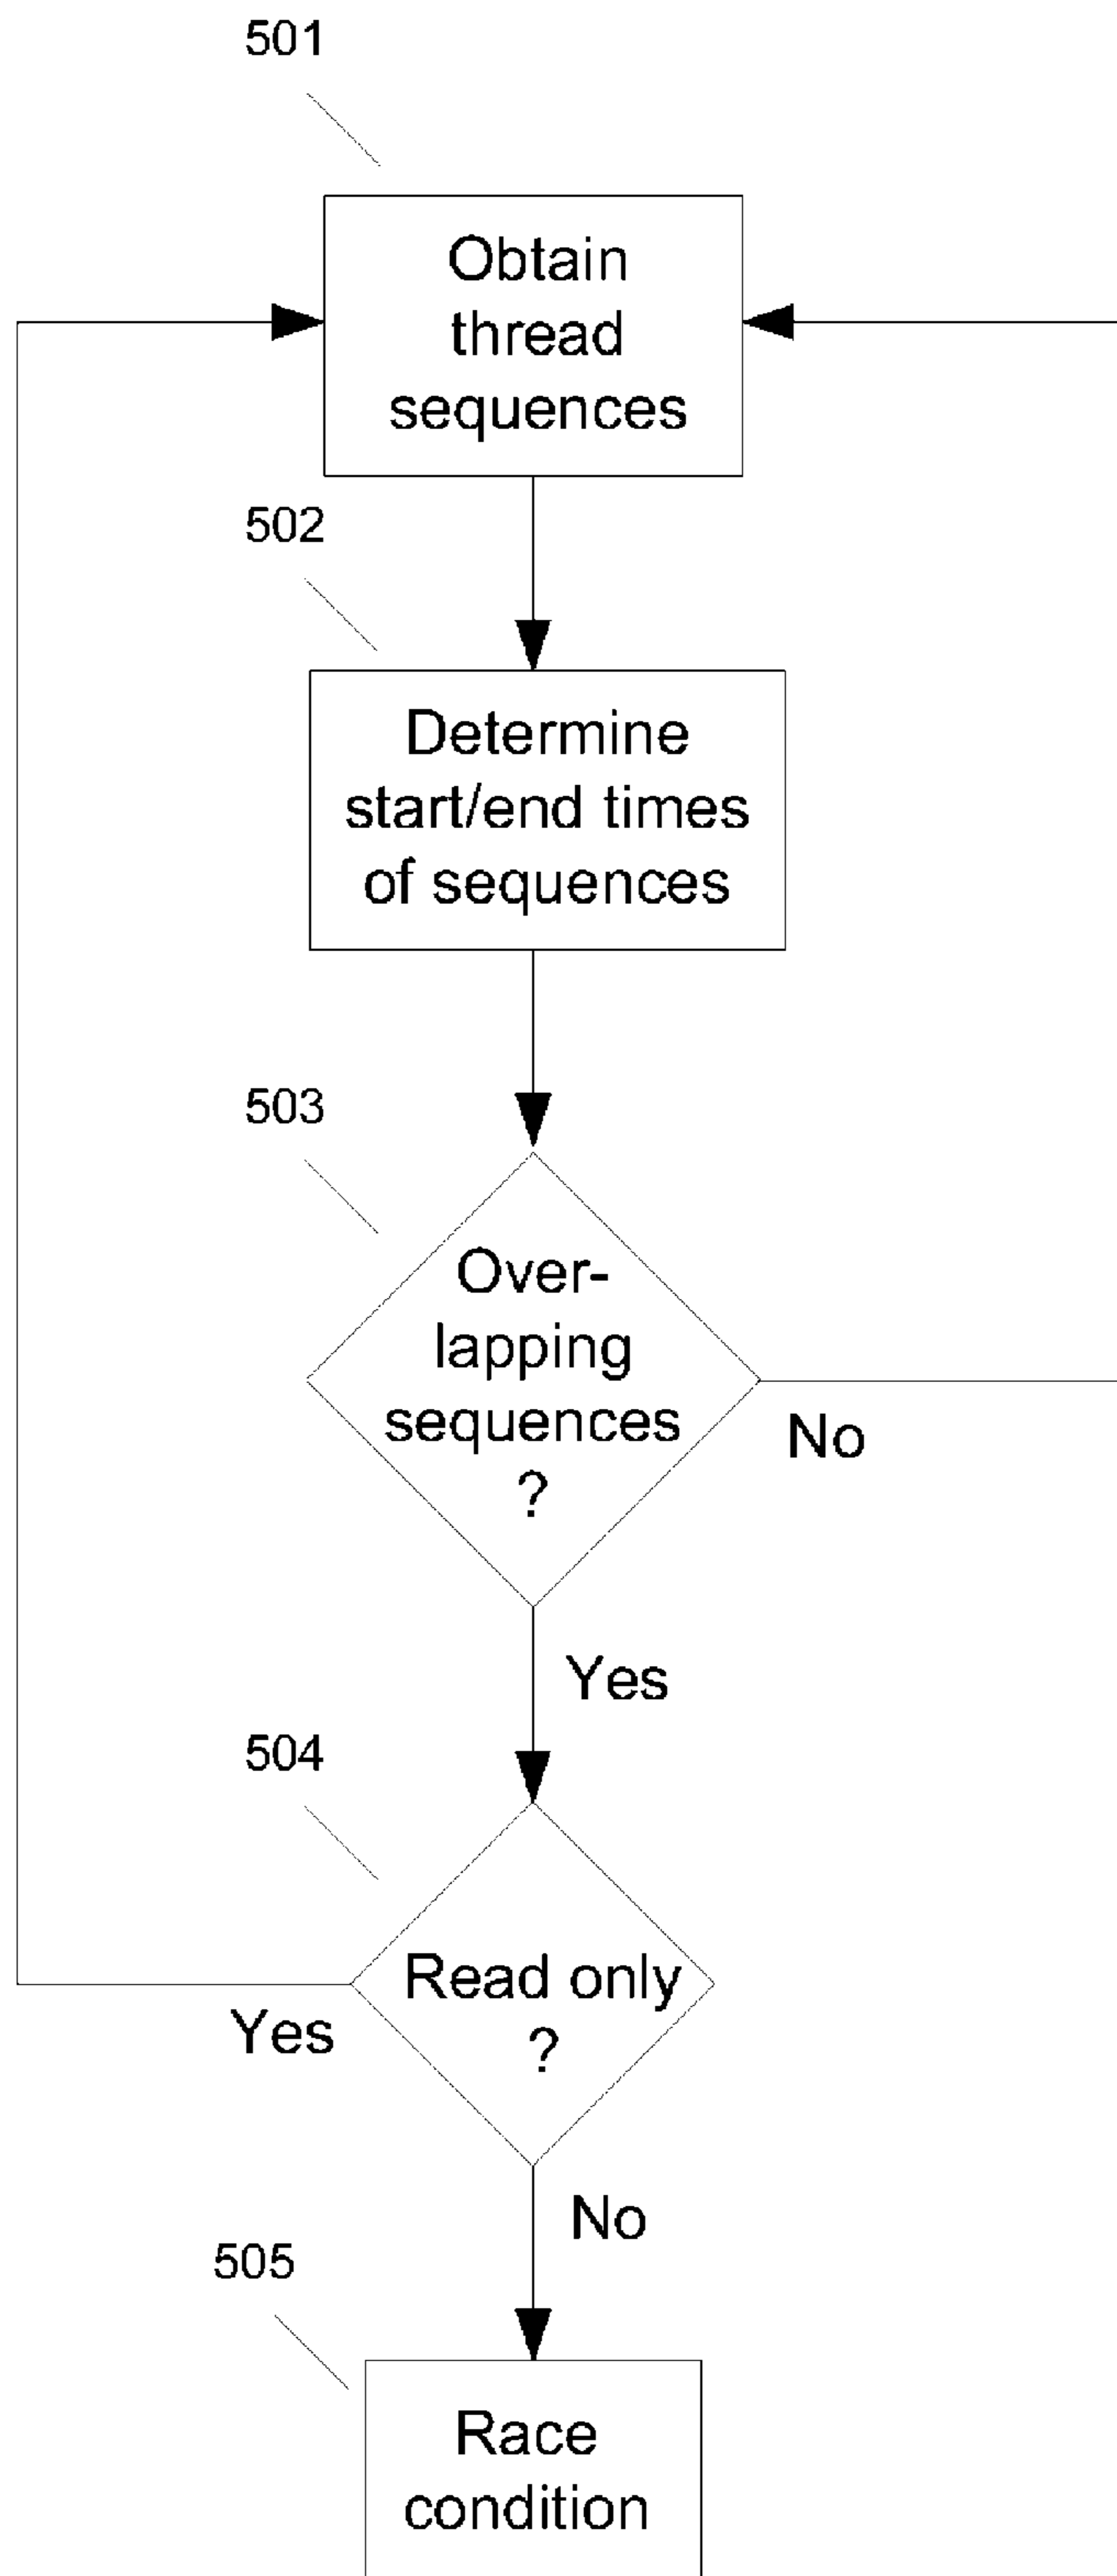 501
Obtain
thread
sequences
502
Determine
start/end times
of sequences
503
Over-
lapping
sequences
?
No
Yes
504
Read only
?
Yes
No
505
Race
condition